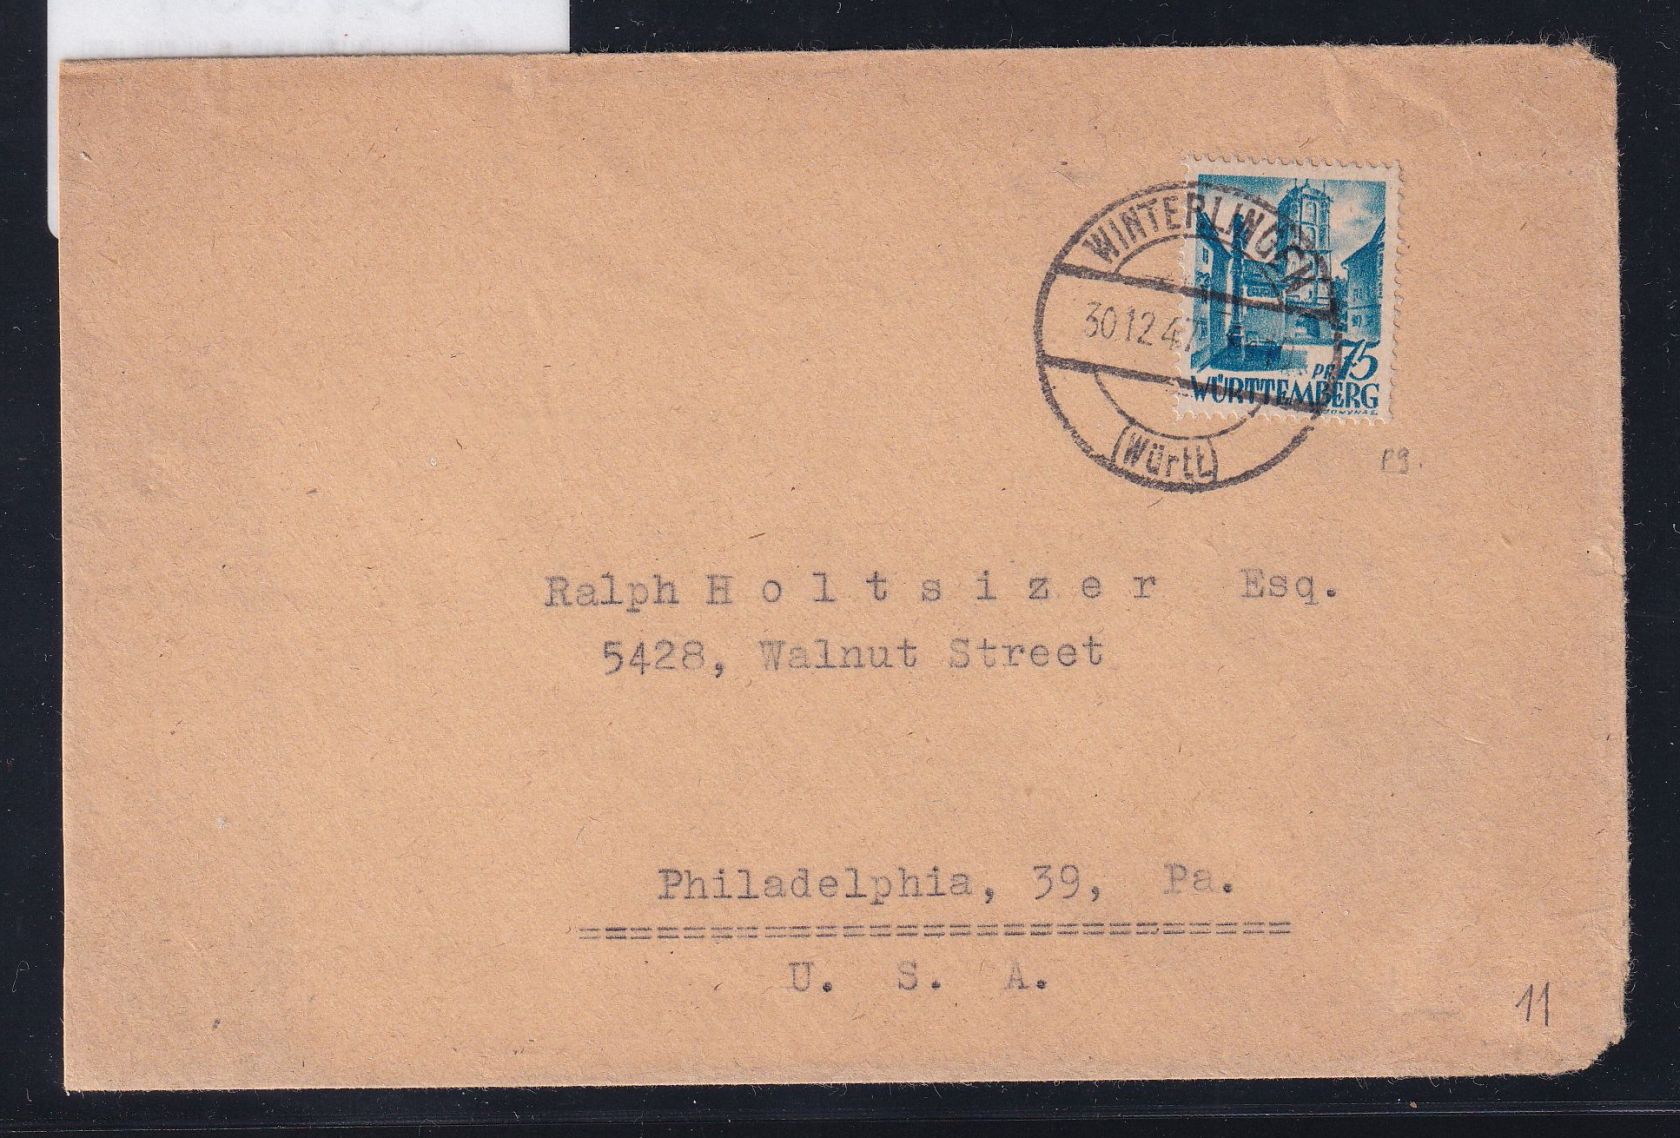 WINTERLINGEN
30.12.47
(Württ.)
Pf. 75
WÜRTTEMBERG
Ralph Holtsizer Esq.
5428, Walnut Street
Philadelphia, 39, Pa.
===========================
U. S. A.
11